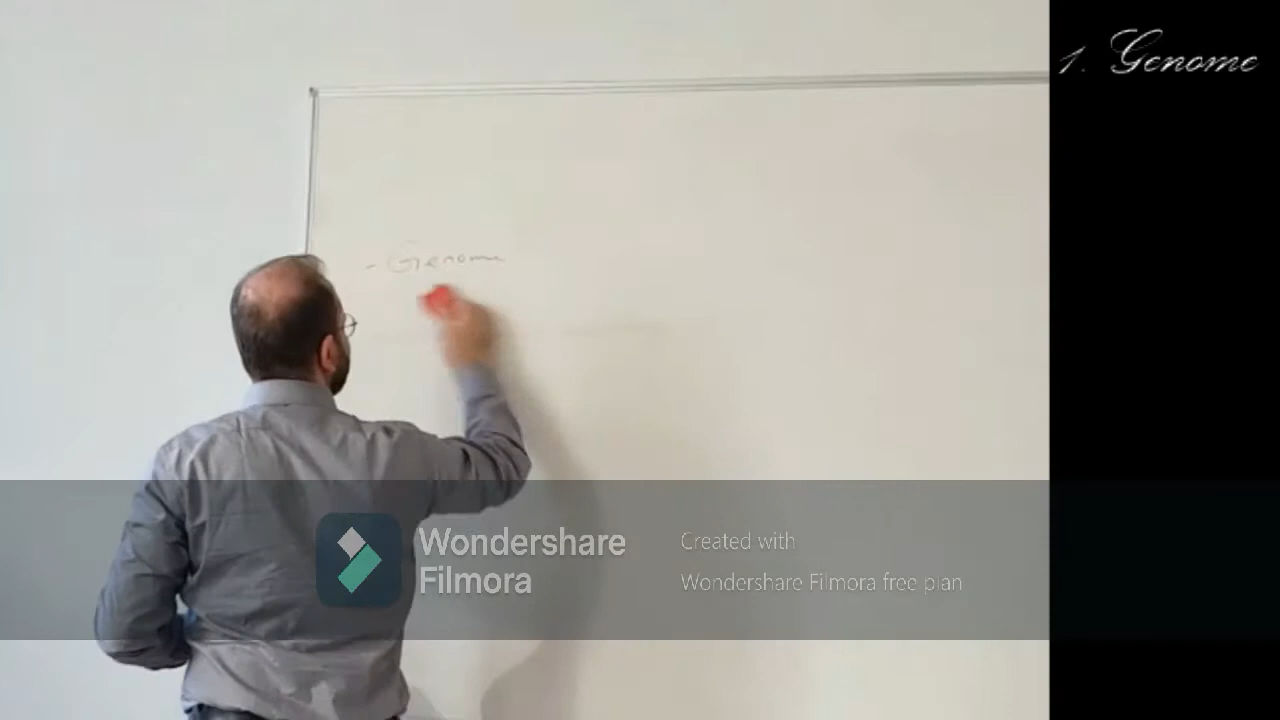 1. Genome
- Genome
Wondershare
Filmora
Created with
Wondershare Filmora free plan